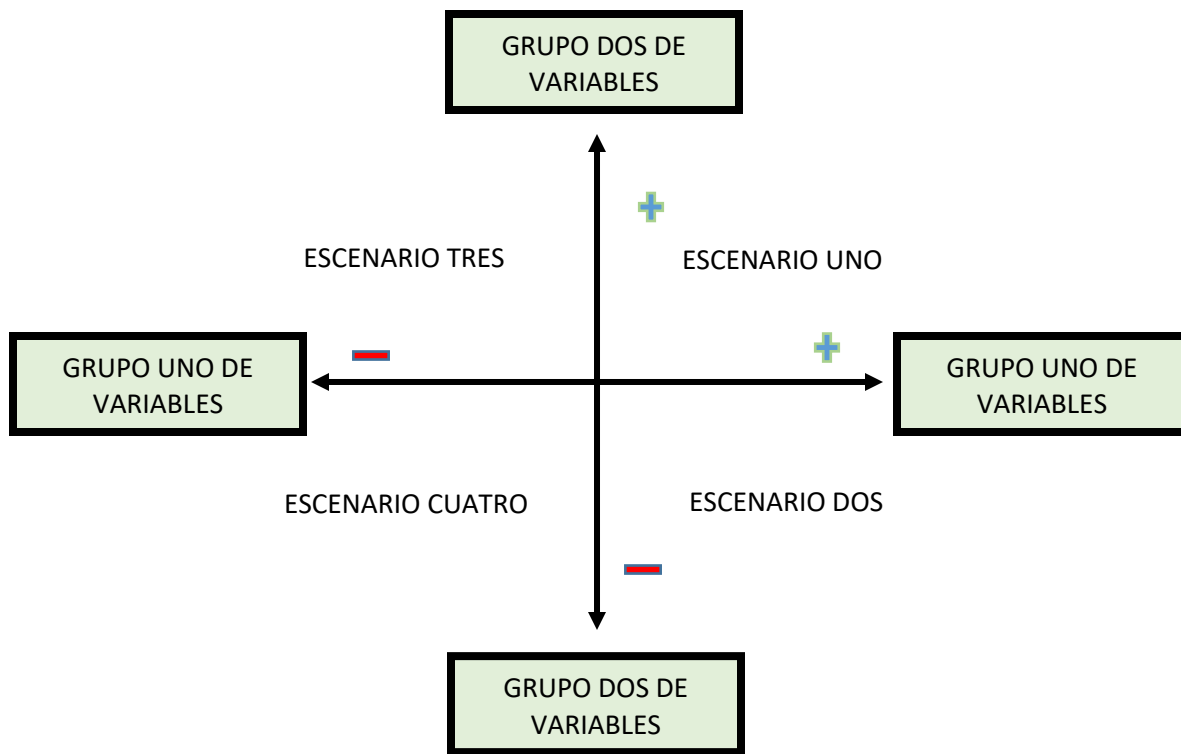 GRUPO DOS DE
VARIABLES
ESCENARIO TRES
ESCENARIO UNO
GRUPO UNO DE
VARIABLES
GRUPO UNO DE
VARIABLES
ESCENARIO CUATRO
ESCENARIO DOS
GRUPO DOS DE
VARIABLES